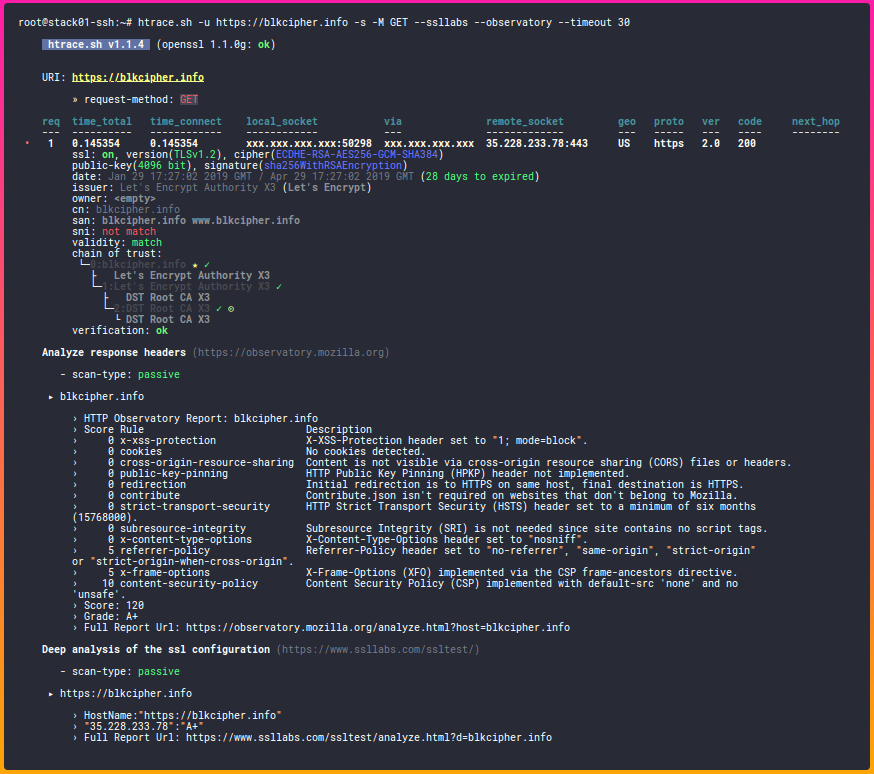 root@stack01-ssh:~# htrace.sh -u https://blkcipher.info -s -M GET --ssllabs --observatory --timeout 30
htrace.sh v1.1.4 (openssl 1.1.0g: ok)
URI: https://blkcipher.info
» request-method: GET
req time_total time_connect local_socket via remote_socket geo proto ver code next_hop
--- ---------- ------------ ------------ --- ------------- --- ----- --- ---- --------
• 1 0.145354 0.145354 xxx.xxx.xxx.xxx:50298 xxx.xxx.xxx.xxx 35.228.233.78:443 US https 2.0 200
ssl: on, version(TLSv1.2), cipher(ECDHE-RSA-AES256-GCM-SHA384)
public-key(4096 bit), signature(sha256WithRSAEncryption)
date: Jan 29 17:27:02 2019 GMT / Apr 29 17:27:02 2019 GMT (28 days to expired)
issuer: Let's Encrypt Authority X3 (Let's Encrypt)
owner: <empty>
cn: blkcipher.info
san: blkcipher.info www.blkcipher.info
sni: not match
validity: match
chain of trust:
└─0:blkcipher.info ★ ✓
├ Let's Encrypt Authority X3
└─1:Let's Encrypt Authority X3 ✓
├ DST Root CA X3
└─2:DST Root CA X3 ✓ ⊙
└ DST Root CA X3
verification: ok
Analyze response headers (https://observatory.mozilla.org)
- scan-type: passive
▸ blkcipher.info
› HTTP Observatory Report: blkcipher.info
› Score Rule Description
› 0 x-xss-protection X-XSS-Protection header set to "1; mode=block".
› 0 cookies No cookies detected.
› 0 cross-origin-resource-sharing Content is not visible via cross-origin resource sharing (CORS) files or headers.
› 0 public-key-pinning HTTP Public Key Pinning (HPKP) header not implemented.
› 0 redirection Initial redirection is to HTTPS on same host, final destination is HTTPS.
› 0 contribute Contribute.json isn't required on websites that don't belong to Mozilla.
› 0 strict-transport-security HTTP Strict Transport Security (HSTS) header set to a minimum of six months
(15768000).
› 0 subresource-integrity Subresource Integrity (SRI) is not needed since site contains no script tags.
› 0 x-content-type-options X-Content-Type-Options header set to "nosniff".
› 5 referrer-policy Referrer-Policy header set to "no-referrer", "same-origin", "strict-origin"
or "strict-origin-when-cross-origin".
› 5 x-frame-options X-Frame-Options (XFO) implemented via the CSP frame-ancestors directive.
› 10 content-security-policy Content Security Policy (CSP) implemented with default-src 'none' and no
'unsafe'.
› Score: 120
› Grade: A+
› Full Report Url: https://observatory.mozilla.org/analyze.html?host=blkcipher.info
Deep analysis of the ssl configuration (https://www.ssllabs.com/ssltest/)
- scan-type: passive
▸ https://blkcipher.info
› HostName:"https://blkcipher.info"
› "35.228.233.78":"A+"
› Full Report Url: https://www.ssllabs.com/ssltest/analyze.html?d=blkcipher.info